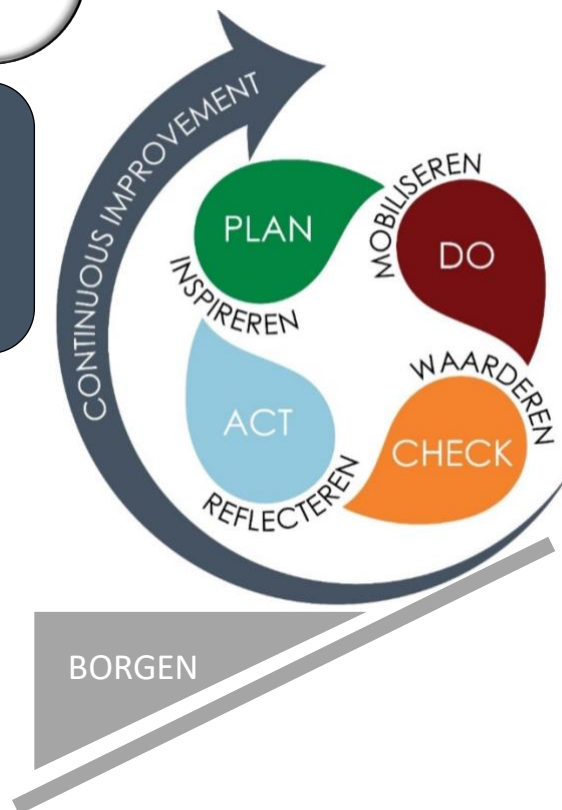 CONTINUOUS IMPROVEMENT
PLAN
MOBILISEREN
DO
INSPIREREN
WAARDEREN
ACT
CHECK
REFLECTEREN
BORGEN